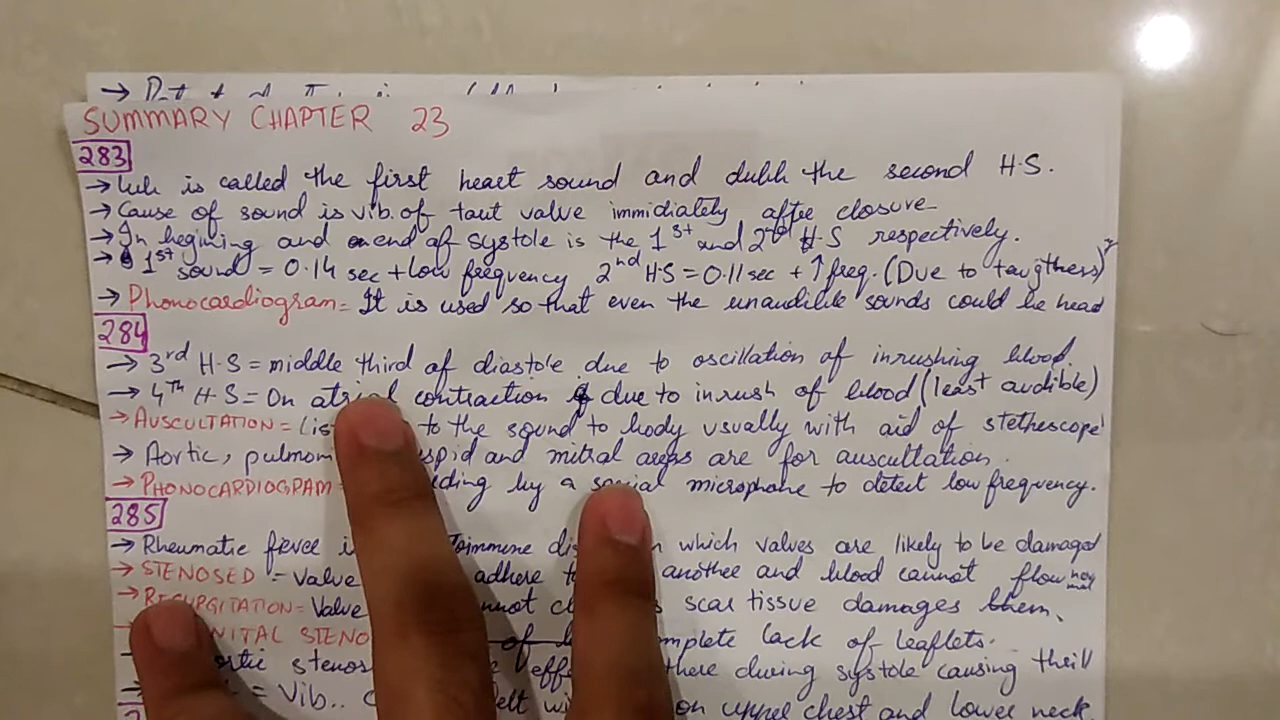 SUMMARY CHAPTER 23
283
→ Lub is called the first heart sound and dubb the second H·S.
→ Cause of sound is vib. of taut valve immidiately after closure
→ In begining and end of systole is the 1st and 2nd H·S respectively.
→ 1st sound = 0.14 sec + low frequency 2nd H·S = 0.11 sec + ↑ freq. (Due to taugthess)
→ Phonocardiogram = It is used so that even the unaudible sounds could be head
284
→ 3rd H·S = middle third of diastole due to oscillation of inrushing blood.
→ 4th H·S = On atrial contraction due to inrush of blood (least audible)
→ AUSCULTATION = to the sound to body usually with aid of stethescope
→ Aortic, and mitral areas are for auscultation.
→ PHONOCARDIOGRAM = by a microphone to detect low frequency.
285
→ Rheumatic which valves are likely to be damaged
→ STENOSED = Valve adhere another and blood cannot flow
→ = Valve scar tissue damages them.
lack of leaflets.
there during systole causing thrill
= Vib.. on upper chest and lower neck